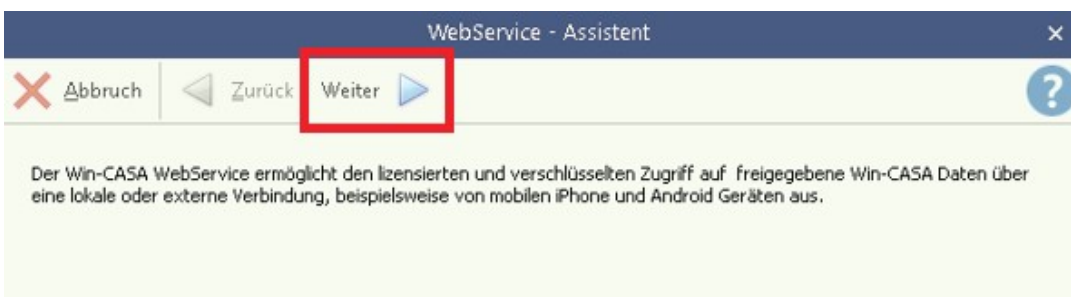 WebService - Assistent
Abbruch Zurück Weiter ?
Der Win-CASA WebService ermöglicht den lizensierten und verschlüsselten Zugriff auf freigegebene Win-CASA Daten über
eine lokale oder externe Verbindung, beispielsweise von mobilen iPhone und Android Geräten aus.